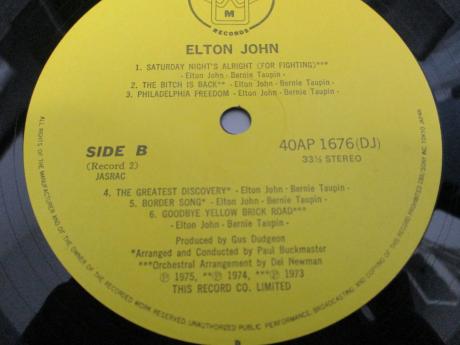 M
RECORDS
ELTON JOHN
1. SATURDAY NIGHT'S ALRIGHT (FOR FIGHTING)***
- Elton John - Bernie Taupin -
2. THE BITCH IS BACK** - Elton John - Bernie Taupin -
3. PHILADELPHIA FREEDOM - Elton John - Bernie Taupin -
SIDE B
(Record 2)
JASRAC
40AP 1676(DJ)
33⅓ STEREO
4. THE GREATEST DISCOVERY* - Elton John - Bernie Taupin -
5. BORDER SONG* - Elton John - Bernie Taupin -
6. GOODBYE YELLOW BRICK ROAD***
- Elton John - Bernie Taupin -
Produced by Gus Dudgeon
*Arranged and Conducted by Paul Buckmaster
***Orchestral Arrangement by Del Newman
Ⓟ 1975, **Ⓟ 1974, ***Ⓟ 1973
THIS RECORD CO. LIMITED
ALL RIGHTS OF THE MANUFACTURER AND OF THE OWNER OF THE RECORDED WORK RESERVED. UNAUTHORIZED PUBLIC PERFORMANCE, BROADCASTING AND COPYING OF THIS RECORD PROHIBITED. CBS/SONY INC. TOKYO JAPAN